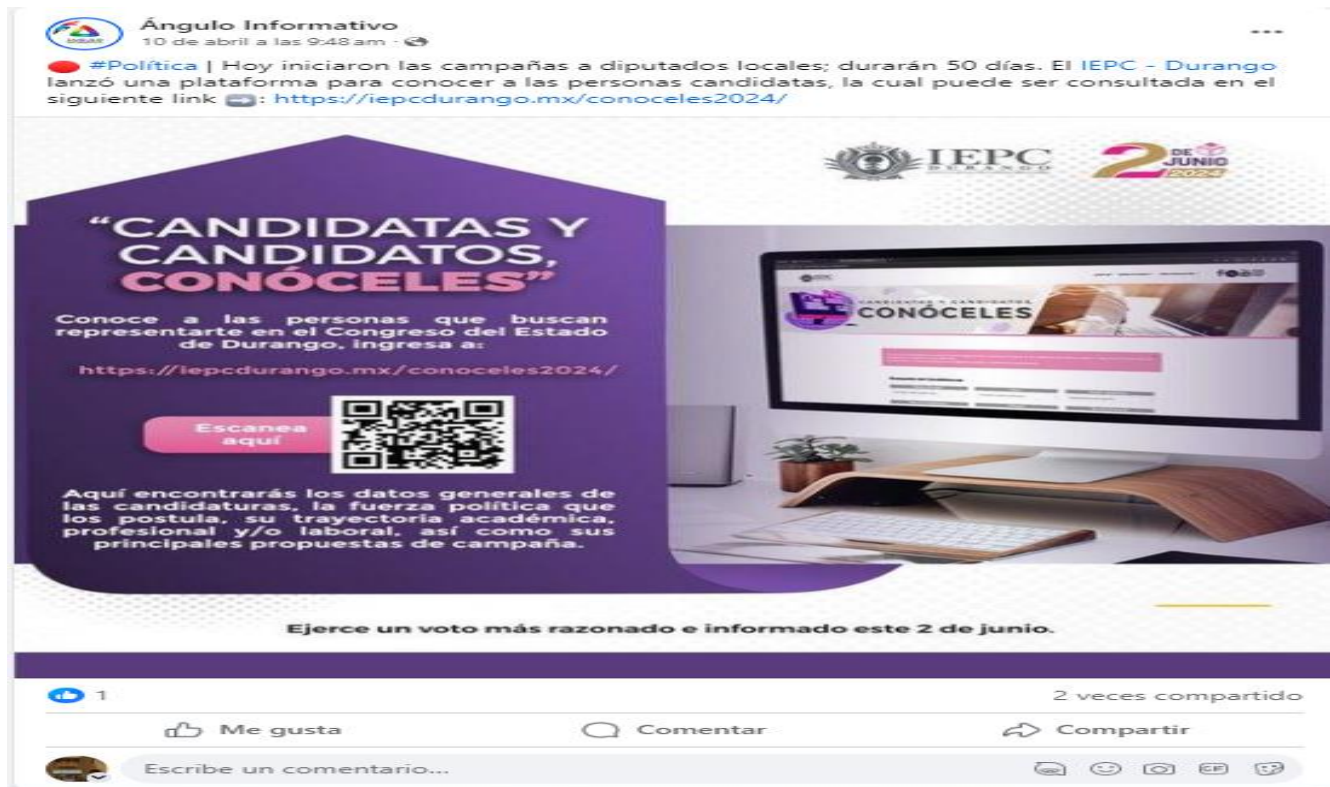 Ángulo Informativo
10 de abril a las 9:48 am ·
#Política | Hoy iniciaron las campañas a diputados locales; durarán 50 días. El IEPC - Durango
lanzó una plataforma para conocer a las personas candidatas, la cual puede ser consultada en el
siguiente link ➡: https://iepcdurango.mx/conoceles2024/
IEPC
DURANGO
2 DE
JUNIO
2024
“CANDIDATAS Y
CANDIDATOS,
CONÓCELES”
Conoce a las personas que buscan
representarte en el Congreso del Estado
de Durango, ingresa a:
https://iepcdurango.mx/conoceles2024/
Escanea
aquí
Aquí encontrarás los datos generales de
las candidaturas, la fuerza política que
los postula, su trayectoria académica,
profesional y/o laboral, así como sus
principales propuestas de campaña.
IEPC
CANDIDATAS Y CANDIDATOS
CONÓCELES
Ejerce un voto más razonado e informado este 2 de junio.
1
2 veces compartido
Me gusta
Comentar
Compartir
Escribe un comentario...